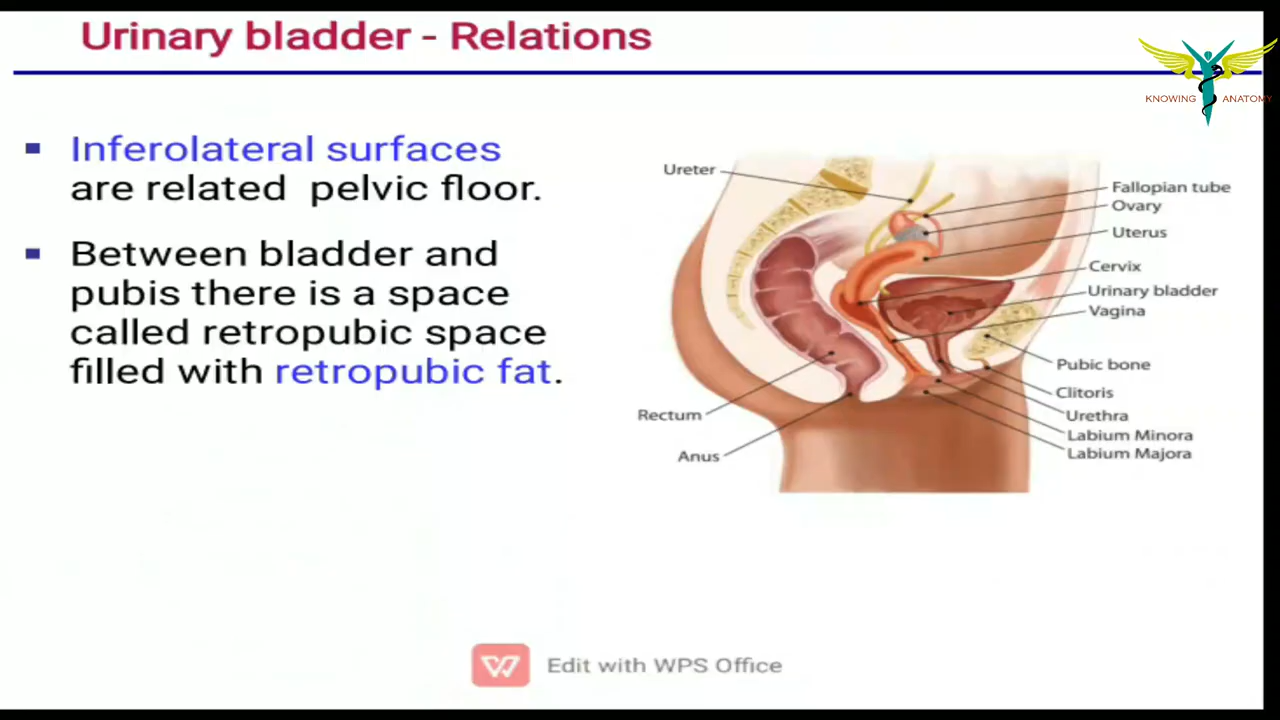 Urinary bladder - Relations
KNOWING ANATOMY
▪ Inferolateral surfaces
are related pelvic floor.
▪ Between bladder and
pubis there is a space
called retropubic space
filled with retropubic fat.
Ureter
Fallopian tube
Ovary
Uterus
Cervix
Urinary bladder
Vagina
Pubic bone
Clitoris
Urethra
Labium Minora
Labium Majora
Rectum
Anus
Edit with WPS Office